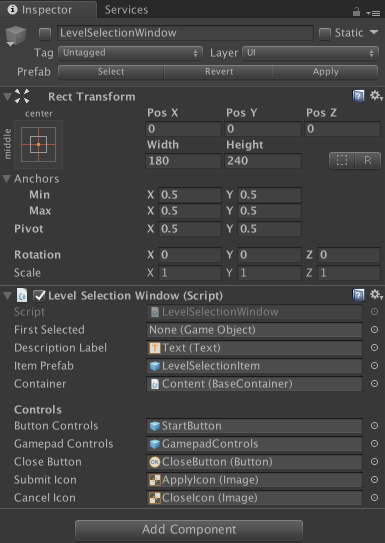 Inspector Services
LevelSelectionWindow Static
Tag Untagged Layer UI
Prefab Select Revert Apply
Rect Transform
center Pos X Pos Y Pos Z
middle 0 0 0
Width Height
180 240 R
Anchors
Min X 0.5 Y 0.5
Max X 0.5 Y 0.5
Pivot X 0.5 Y 0.5
Rotation X 0 Y 0 Z 0
Scale X 1 Y 1 Z 1
Level Selection Window (Script)
Script LevelSelectionWindow
First Selected None (Game Object)
Description Label Text (Text)
Item Prefab LevelSelectionItem
Container Content (BaseContainer)
Controls
Button Controls StartButton
Gamepad Controls GamepadControls
Close Button CloseButton (Button)
Submit Icon ApplyIcon (Image)
Cancel Icon CloseIcon (Image)
Add Component